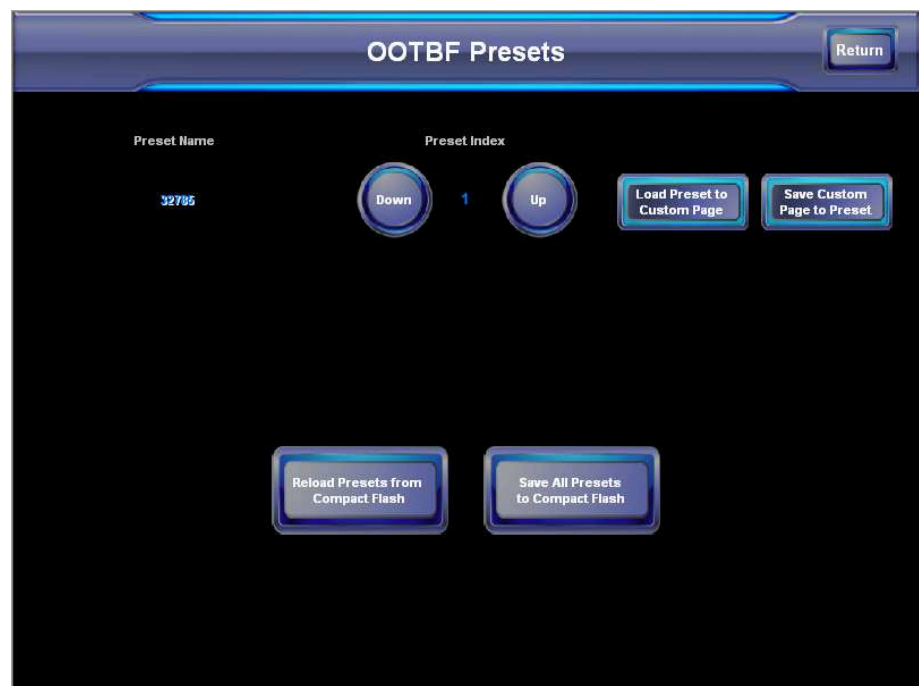 OOTBF Presets
Return
Preset Name
Preset Index
32785
Down
1
Up
Load Preset to
Custom Page
Save Custom
Page to Preset
Reload Presets from
Compact Flash
Save All Presets
to Compact Flash